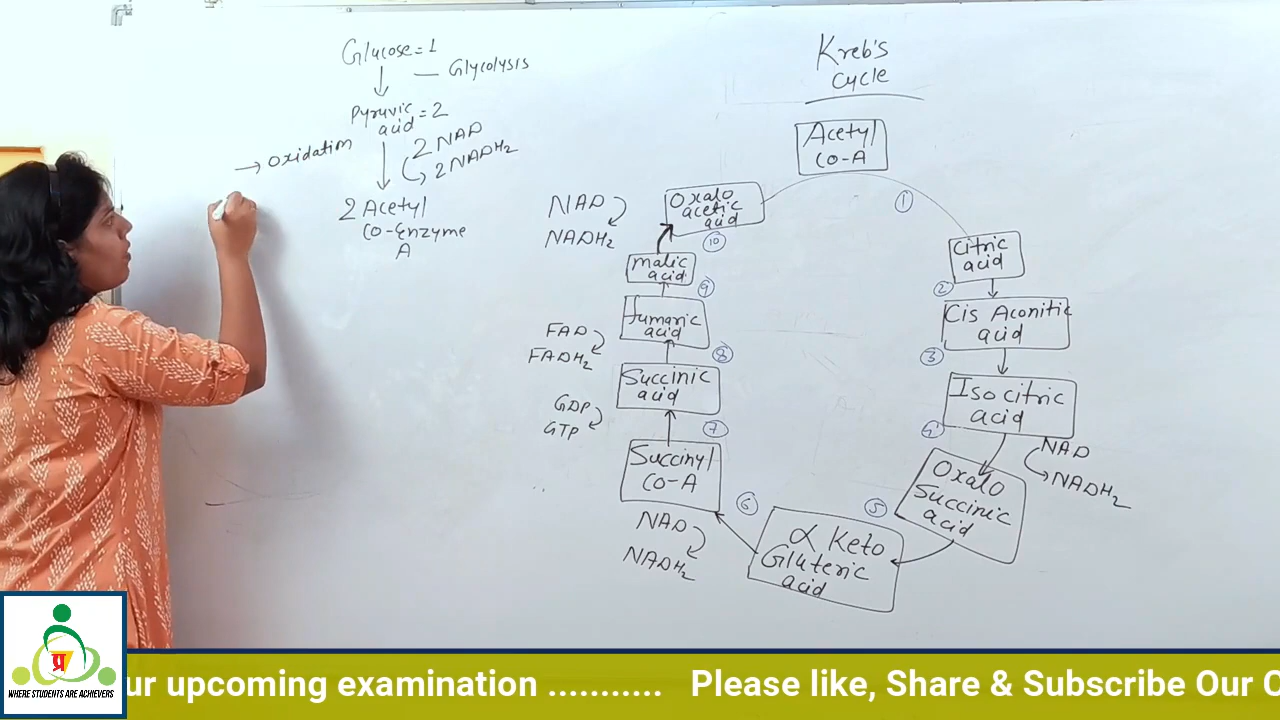 Glucose = 1
— Glycolysis
Pyruvic
acid = 2
→ Oxidation
2 NAD
2 NADH2
2 Acetyl
Co-Enzyme
A
Kreb's
Cycle
Acetyl
Co-A
1
Citric
acid
2
Cis Aconitic
acid
3
Isocitric
acid
4
NAD
NADH2
Oxalo
Succinic
acid
5
α Keto
Gluteric
acid
6
NAD
NADH2
Succinyl
Co-A
7
GDP
GTP
Succinic
acid
8
FAD
FADH2
Fumaric
acid
9
Malic
acid
10
NAD
NADH2
Oxalo
acetic
acid
प्र
WHERE STUDENTS ARE ACHIEVERS
ur upcoming examination ........... Please like, Share & Subscribe Our C